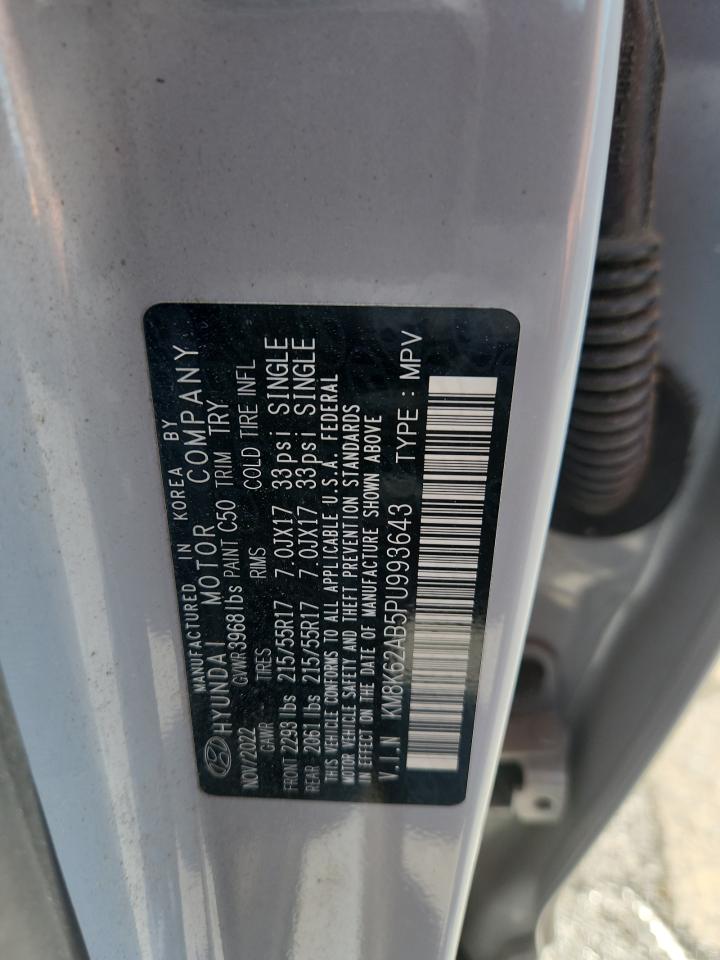 MANUFACTURED IN KOREA BY
HYUNDAI MOTOR COMPANY
NOV/2022 GVWR 3968 lbs PAINT C5O TRIM TRY
GAWR TIRES RIMS COLD TIRE INFL
FRONT 2293 lbs 215/55R17 7.0JX17 33psi SINGLE
REAR 2061 lbs 215/55R17 7.0JX17 33psi SINGLE
THIS VEHICLE CONFORMS TO ALL APPLICABLE U.S.A. FEDERAL
MOTOR VEHICLE SAFETY AND THEFT PREVENTION STANDARDS
IN EFFECT ON THE DATE OF MANUFACTURE SHOWN ABOVE
V.I.N KM8K62AB5PU993643 TYPE : MPV